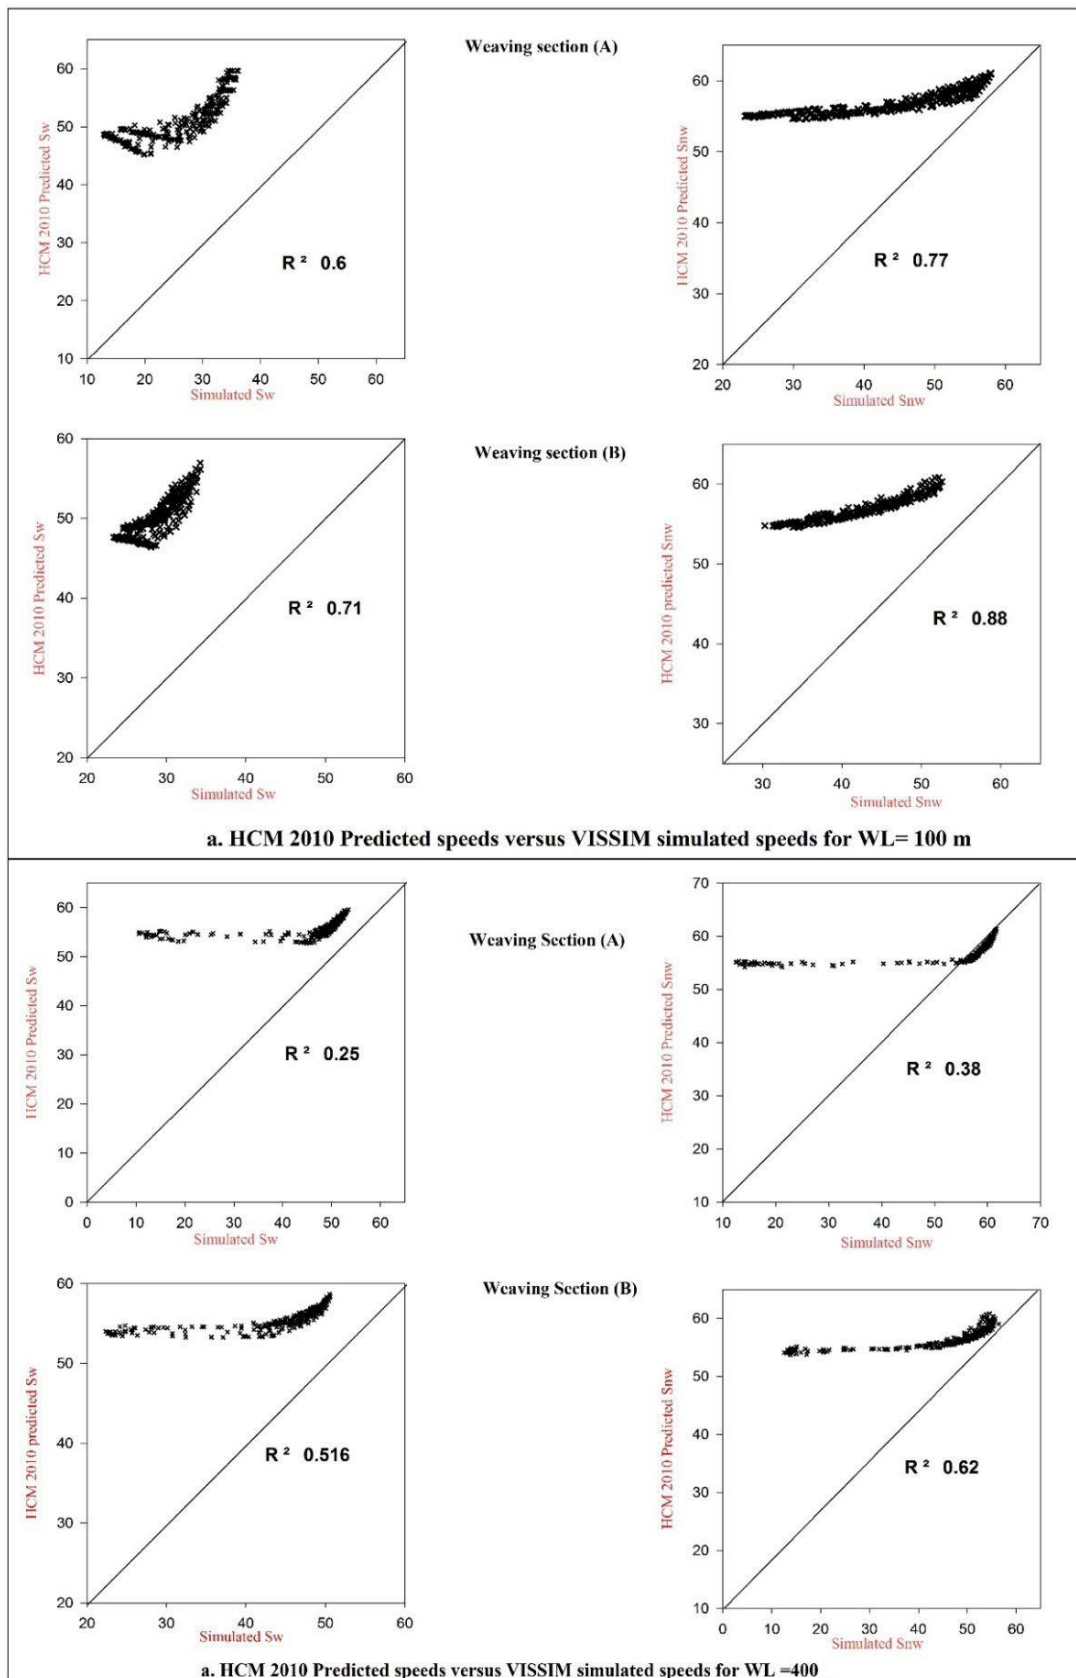 Weaving section (A)
HCM 2010 Predicted Sw
60
50
40
30
20
10
R² 0.6
10 20 30 40 50 60
Simulated Sw
HCM 2010 Predicted Snw
60
50
40
30
20
R² 0.77
20 30 40 50 60
Simulated Snw
Weaving section (B)
HCM 2010 Predicted Sw
60
50
40
30
20
R² 0.71
20 30 40 50 60
Simulated Sw
HCM 2010 predicted Snw
60
50
40
30
R² 0.88
30 40 50 60
Simulated Snw
a. HCM 2010 Predicted speeds versus VISSIM simulated speeds for WL= 100 m
Weaving Section (A)
HCM 2010 Predicted Sw
60
50
40
30
20
10
0
R² 0.25
0 10 20 30 40 50 60
Simulated Sw
HCM 2010 Predicted Snw
70
60
50
40
30
20
10
R² 0.38
10 20 30 40 50 60 70
Simulated Snw
Weaving Section (B)
HCM 2010 predicted Sw
60
50
40
30
20
R² 0.516
20 30 40 50 60
Simulated Sw
HCM 2010 Predicted Snw
60
50
40
30
20
10
R² 0.62
0 10 20 30 40 50 60
Simulated Snw
a. HCM 2010 Predicted speeds versus VISSIM simulated speeds for WL =400